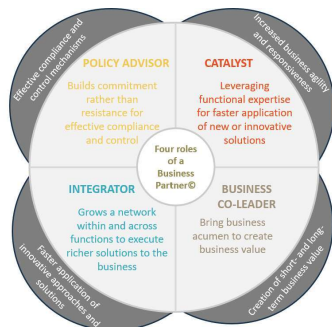 Effective compliance and
control mechanisms
Increased business agility
and responsiveness
POLICY ADVISOR
Builds commitment
rather than
resistance for
effective compliance
and control
CATALYST
Leveraging
functional expertise
for faster application
of new or innovative
solutions
Four roles
of a
Business
Partner©
INTEGRATOR
Grows a network
within and across
functions to execute
richer solutions to the
business
BUSINESS
CO-LEADER
Bring business
acumen to create
business value
Faster application of
innovative approaches and
solutions
Creation of short- and long-
term business value